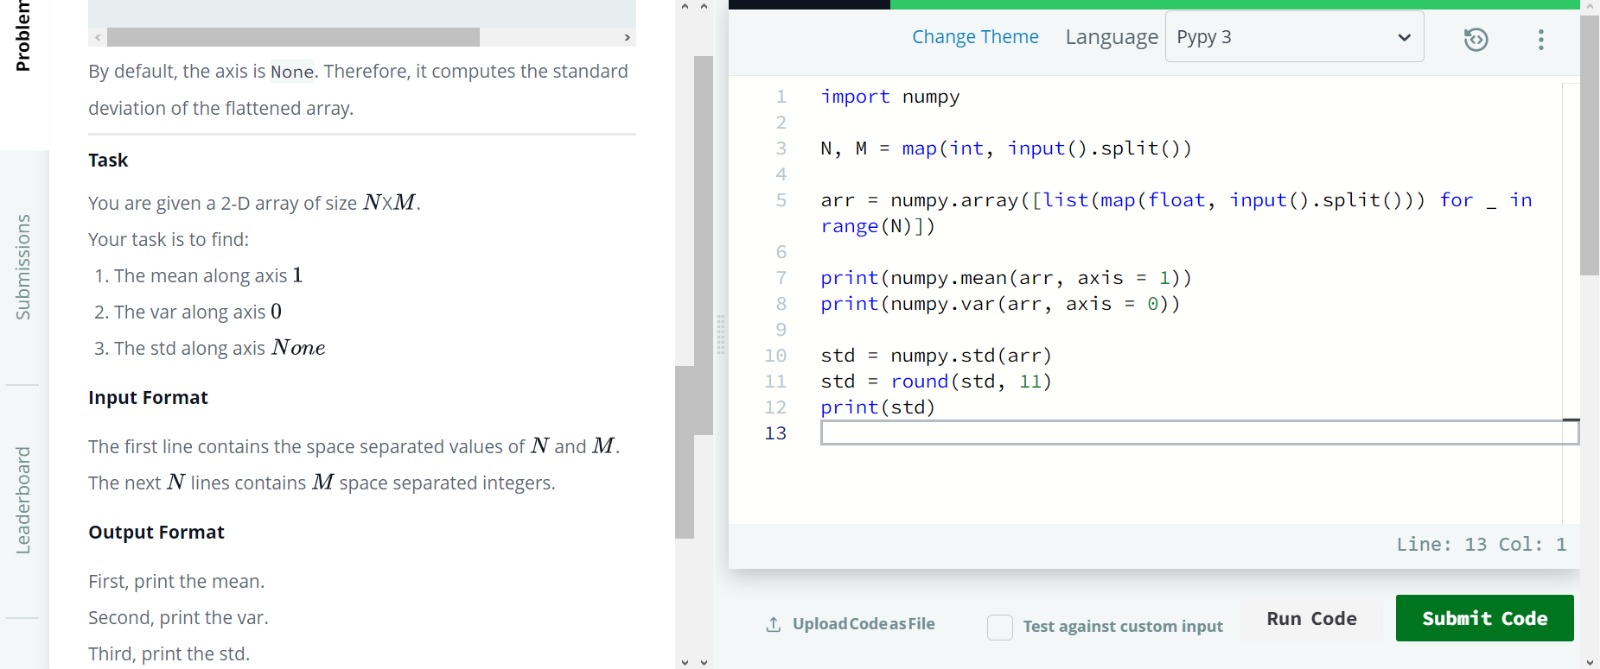 Problem
Submissions
Leaderboard
By default, the axis is None. Therefore, it computes the standard
deviation of the flattened array.
Task
You are given a 2-D array of size NXM.
Your task is to find:
1. The mean along axis 1
2. The var along axis 0
3. The std along axis None
Input Format
The first line contains the space separated values of N and M.
The next N lines contains M space separated integers.
Output Format
First, print the mean.
Second, print the var.
Third, print the std.
Change Theme Language Pypy 3
1 import numpy
2
3 N, M = map(int, input().split())
4
5 arr = numpy.array([list(map(float, input().split())) for _ in
range(N)])
6
7 print(numpy.mean(arr, axis = 1))
8 print(numpy.var(arr, axis = 0))
9
10 std = numpy.std(arr)
11 std = round(std, 11)
12 print(std)
13
Line: 13 Col: 1
Upload Code as File Test against custom input Run Code Submit Code